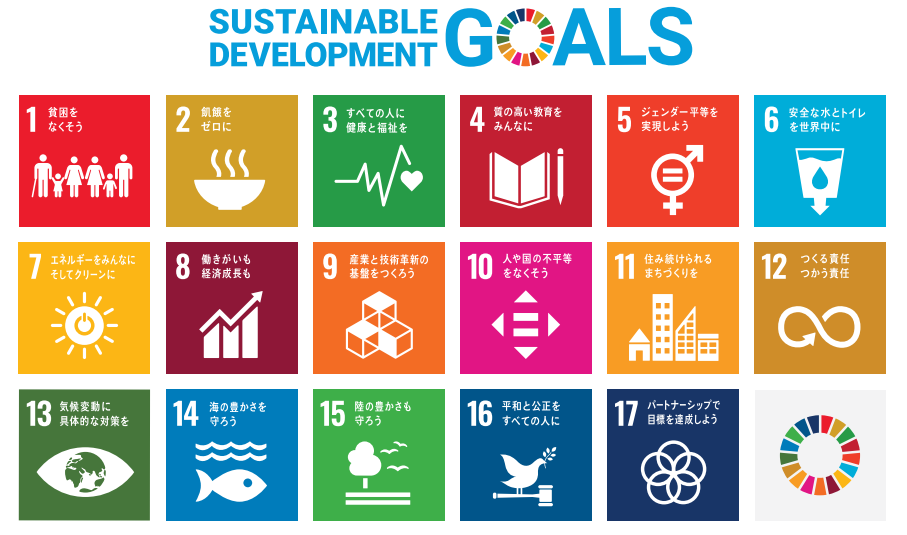 SUSTAINABLE
DEVELOPMENT
GOALS
1 貧困を
なくそう
2 飢餓を
ゼロに
3 すべての人に
健康と福祉を
4 質の高い教育を
みんなに
5 ジェンダー平等を
実現しよう
6 安全な水とトイレ
を世界中に
7 エネルギーをみんなに
そしてクリーンに
8 働きがいも
経済成長も
9 産業と技術革新の
基盤をつくろう
10 人や国の不平等
をなくそう
11 住み続けられる
まちづくりを
12 つくる責任
つかう責任
13 気候変動に
具体的な対策を
14 海の豊かさを
守ろう
15 陸の豊かさも
守ろう
16 平和と公正を
すべての人に
17 パートナーシップで
目標を達成しよう